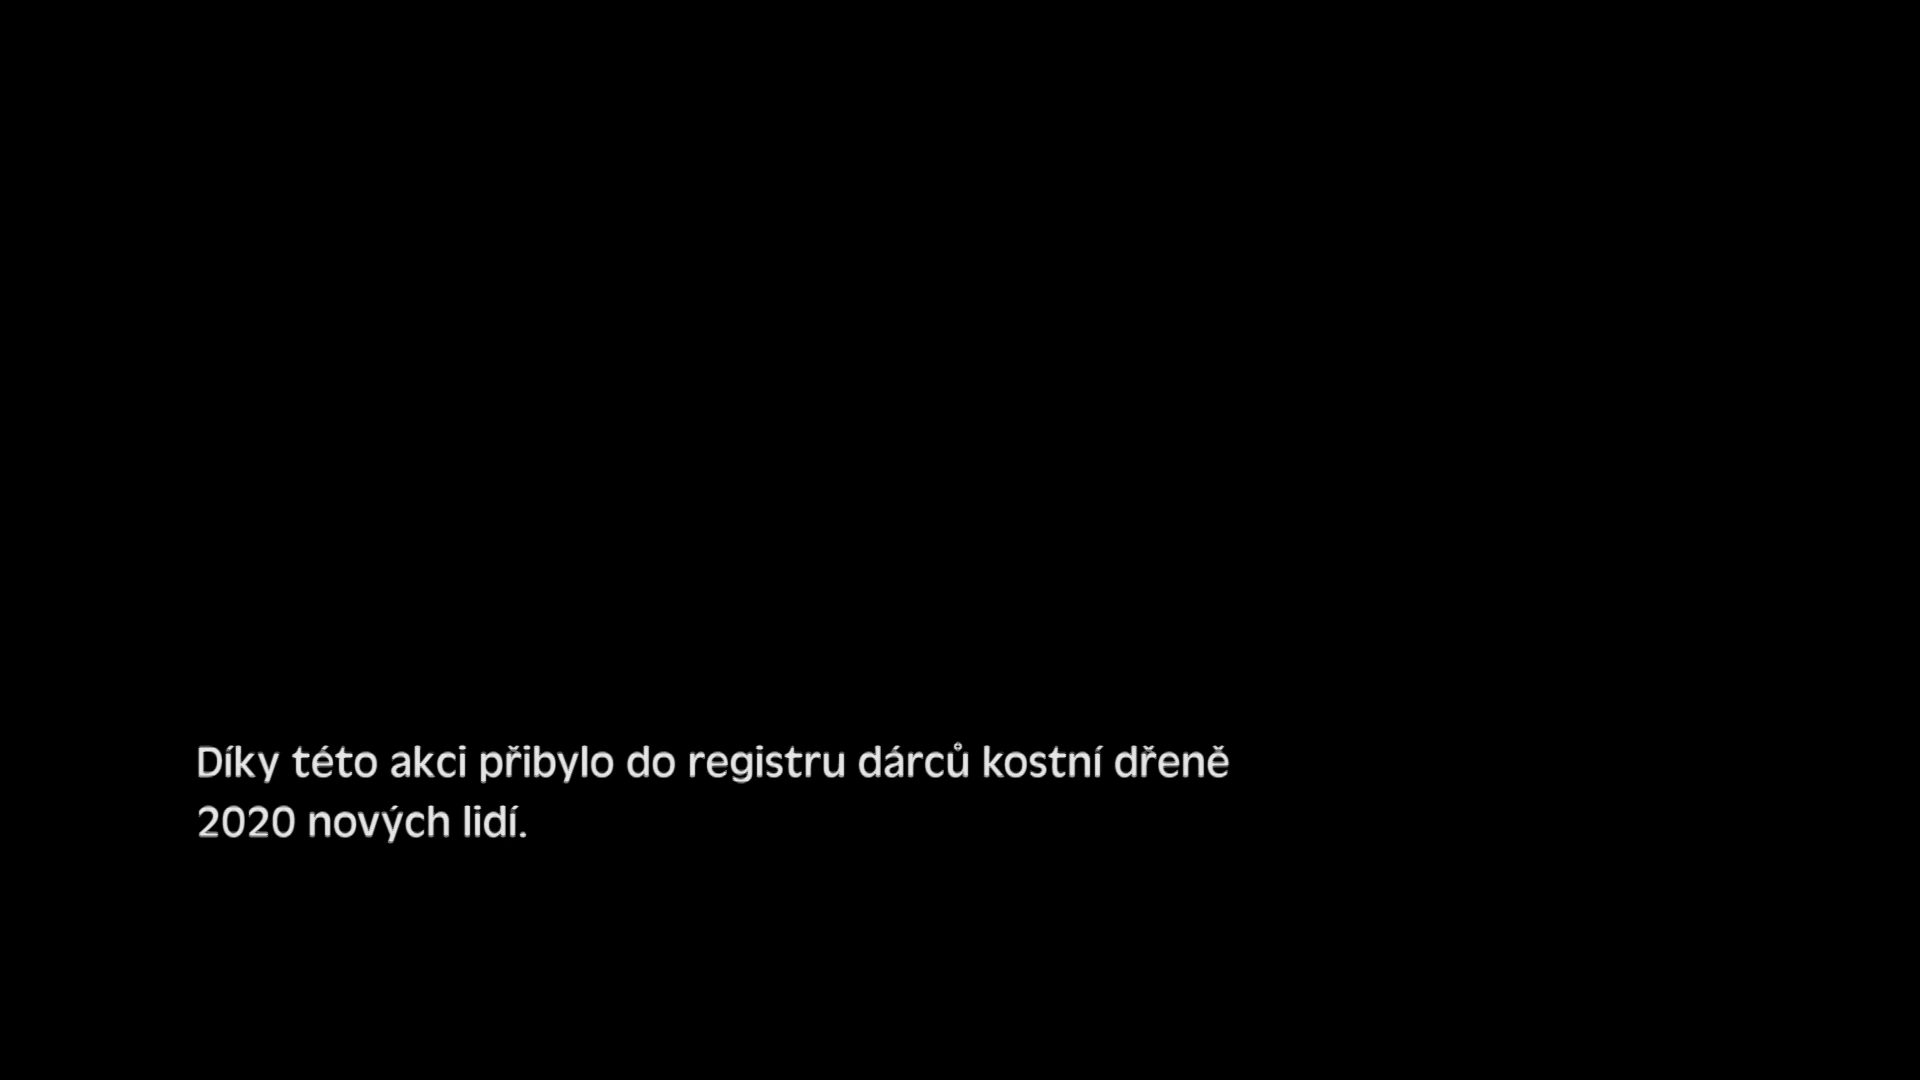 Díky této akci přibylo do registru dárců kostní dřeně
2020 nových lidí.